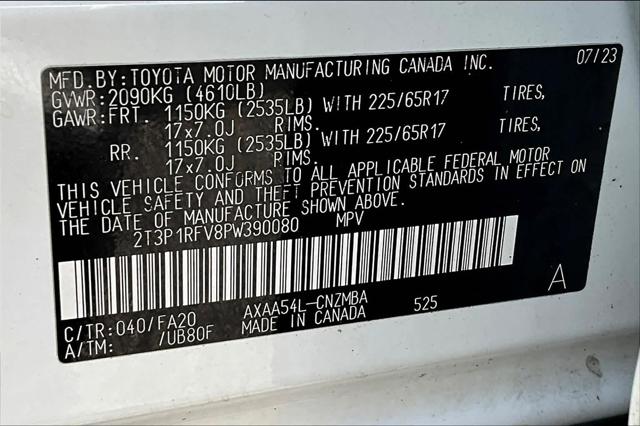 MFD. BY: TOYOTA MOTOR MANUFACTURING CANADA INC. 07/23
GVWR: 2090KG (4610LB)
GAWR: FRT. 1150KG (2535LB) WITH 225/65R17 TIRES,
17x7.0J RIMS.
RR. 1150KG (2535LB) WITH 225/65R17 TIRES,
17x7.0J RIMS.
THIS VEHICLE CONFORMS TO ALL APPLICABLE FEDERAL MOTOR
VEHICLE SAFETY AND THEFT PREVENTION STANDARDS IN EFFECT ON
THE DATE OF MANUFACTURE SHOWN ABOVE.
2T3P1RFV8PW390080 MPV
A
C/TR: 040/FA20 AXAA54L-CNZMBA 525
A/TM: /UB80F MADE IN CANADA